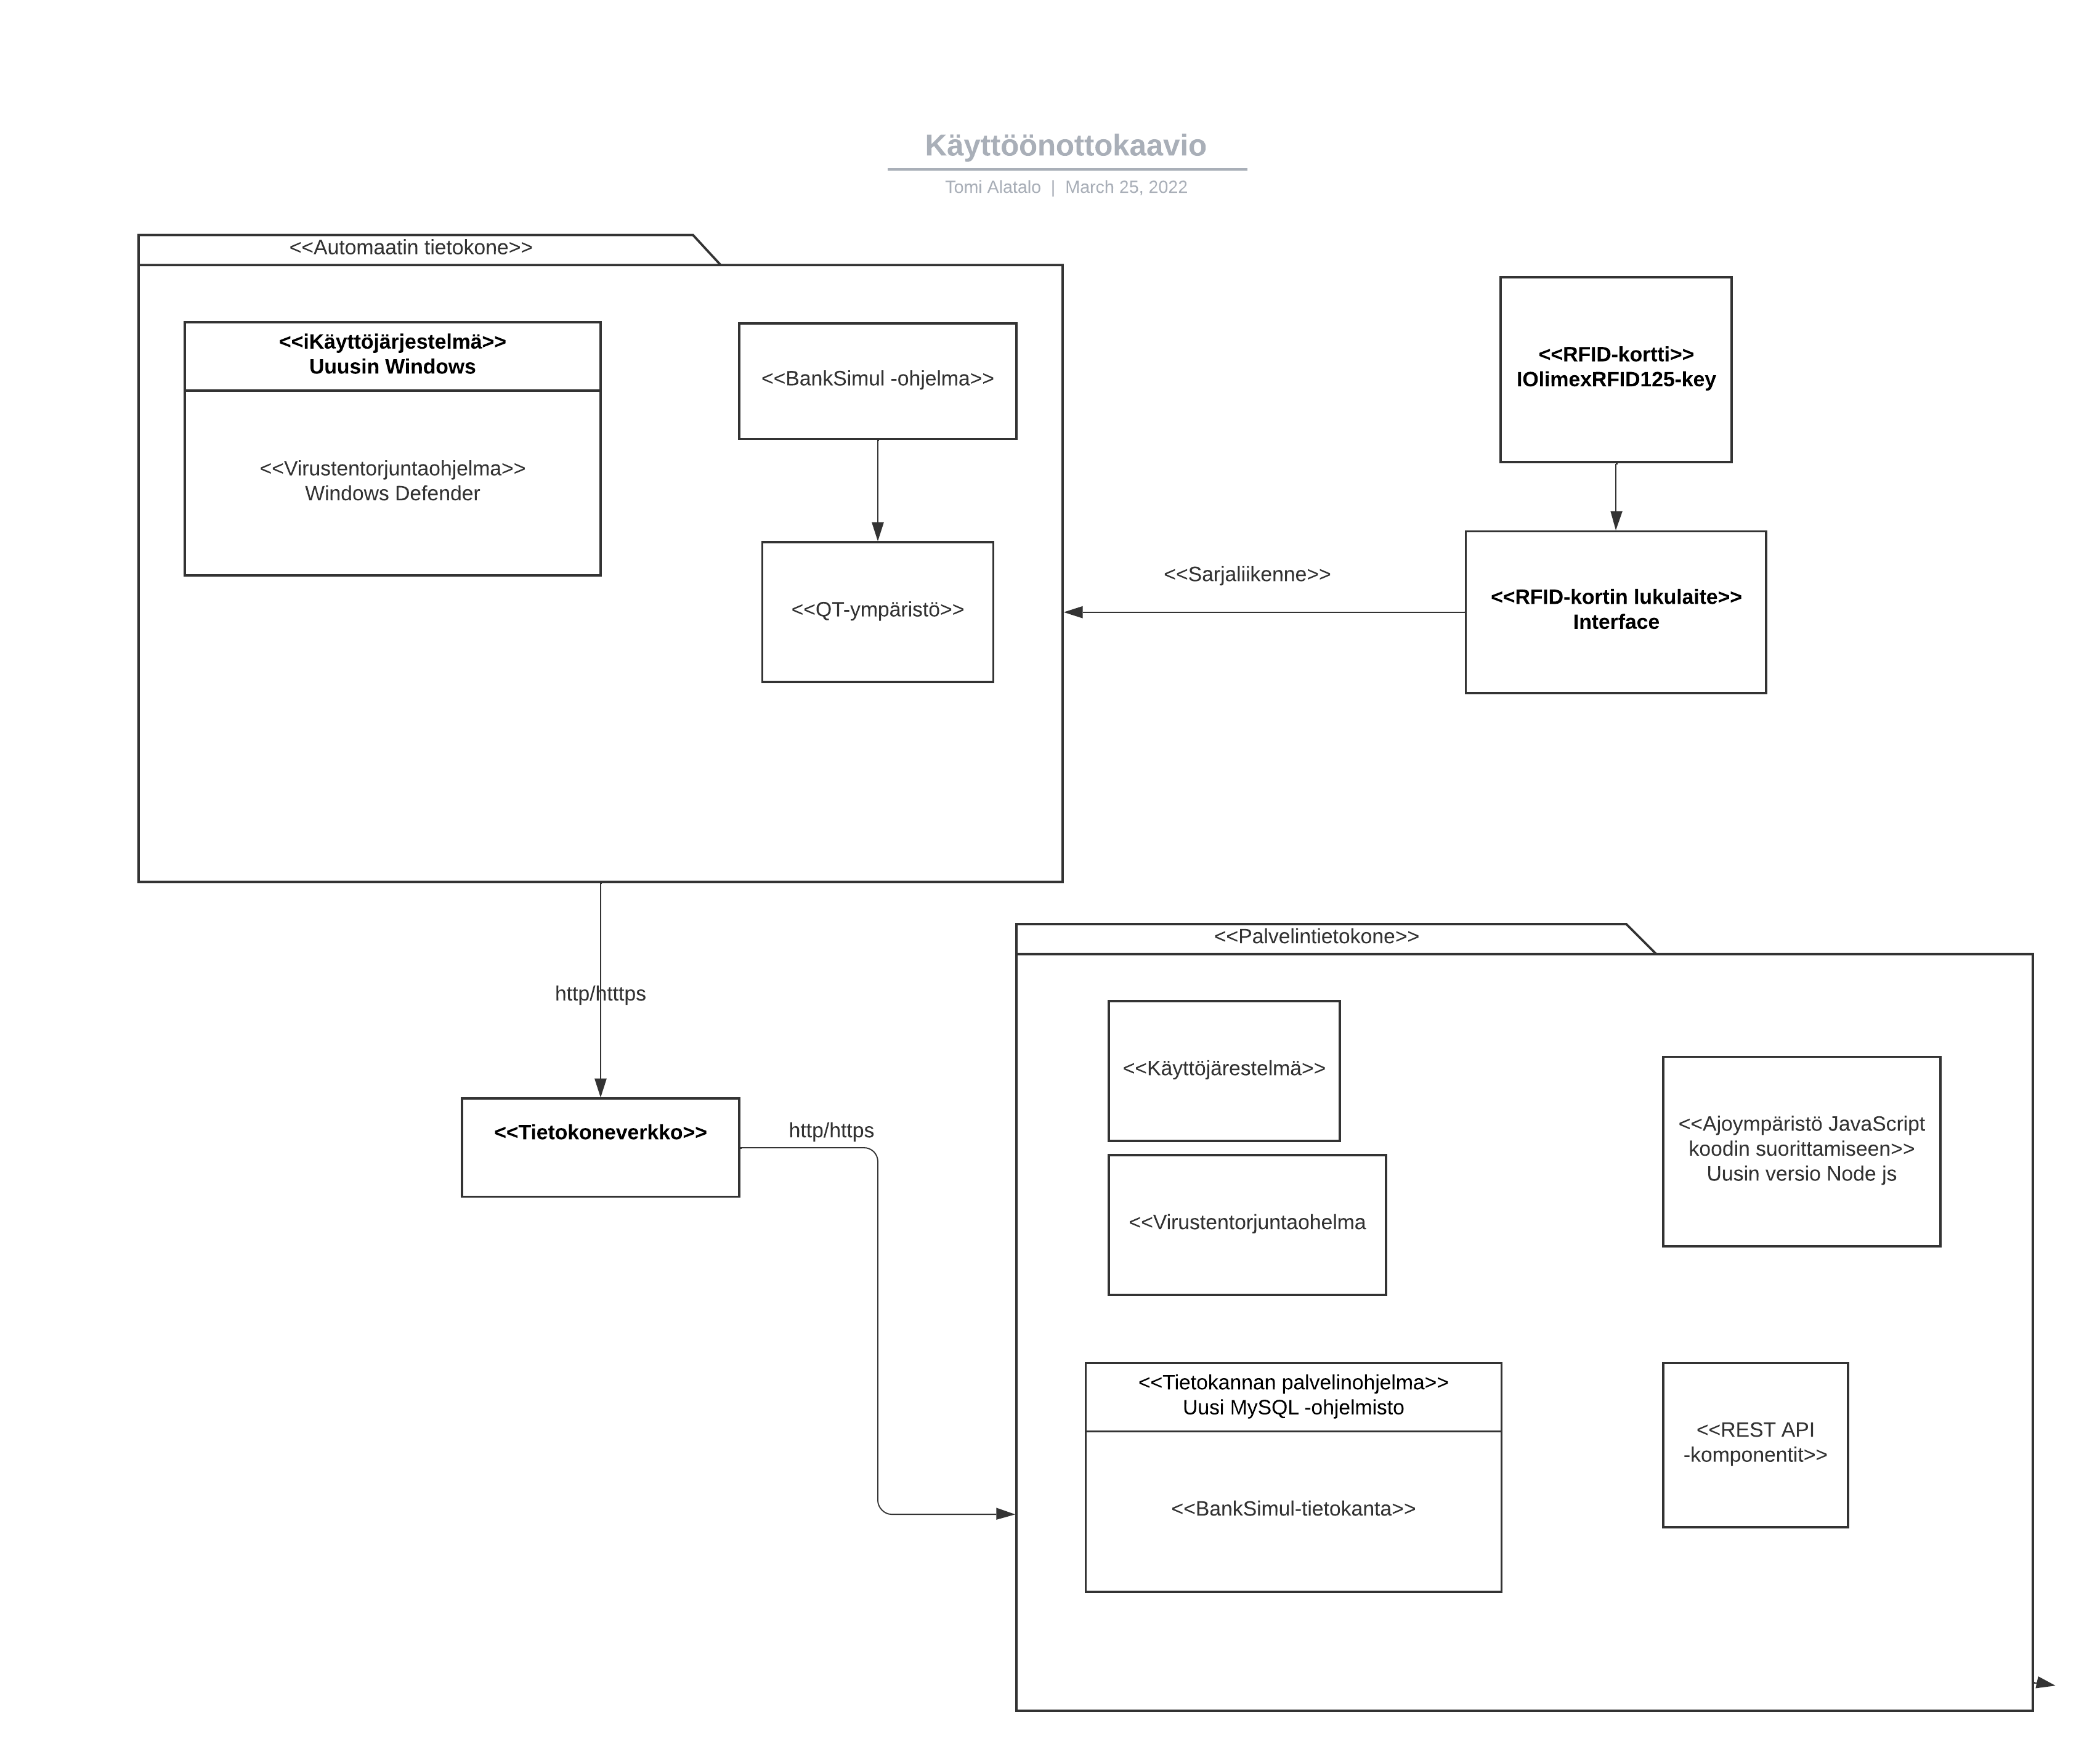 Käyttöönottokaavio
Tomi Alatalo | March 25, 2022
<<Automaatin tietokone>>
<<iKäyttöjärjestelmä>>
Uuusin Windows
<<Virustentorjuntaohjelma>>
Windows Defender
<<BankSimul -ohjelma>>
<<QT-ympäristö>>
<<RFID-kortti>>
IOlimexRFID125-key
<<Sarjaliikenne>>
<<RFID-kortin lukulaite>>
Interface
http/htttps
<<Tietokoneverkko>>
http/https
<<Palvelintietokone>>
<<Käyttöjärestelmä>>
<<Virustentorjuntaohelma
<<Ajoympäristö JavaScript
koodin suorittamiseen>>
Uusin versio Node js
<<Tietokannan palvelinohjelma>>
Uusi MySQL -ohjelmisto
<<BankSimul-tietokanta>>
<<REST API
-komponentit>>